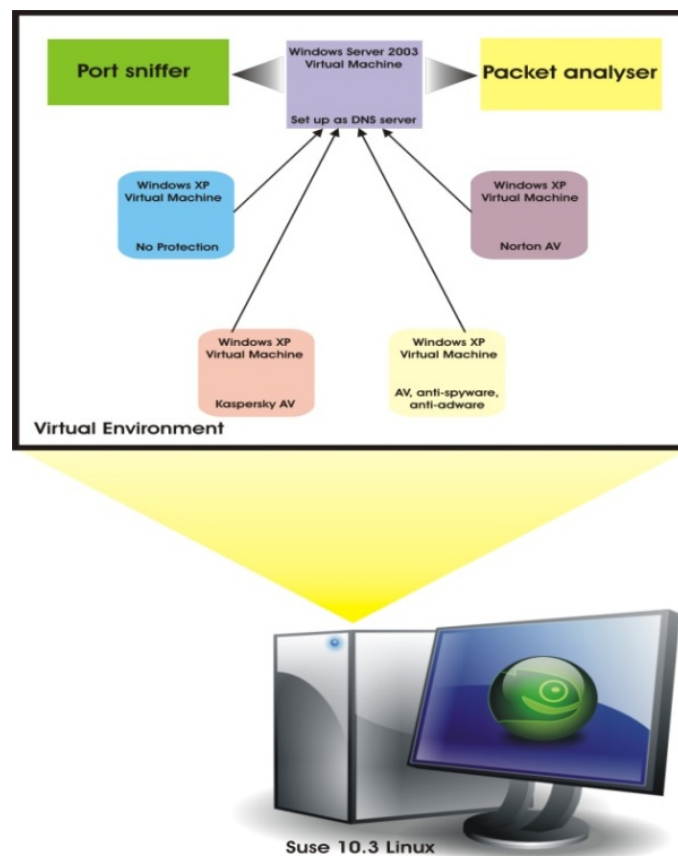 Port sniffer
Windows Server 2003
Virtual Machine
Set up as DNS server
Packet analyser
Windows XP
Virtual Machine
No Protection
Windows XP
Virtual Machine
Norton AV
Windows XP
Virtual Machine
Kaspersky AV
Windows XP
Virtual Machine
AV, anti-spyware,
anti-adware
Virtual Environment
Suse 10.3 Linux